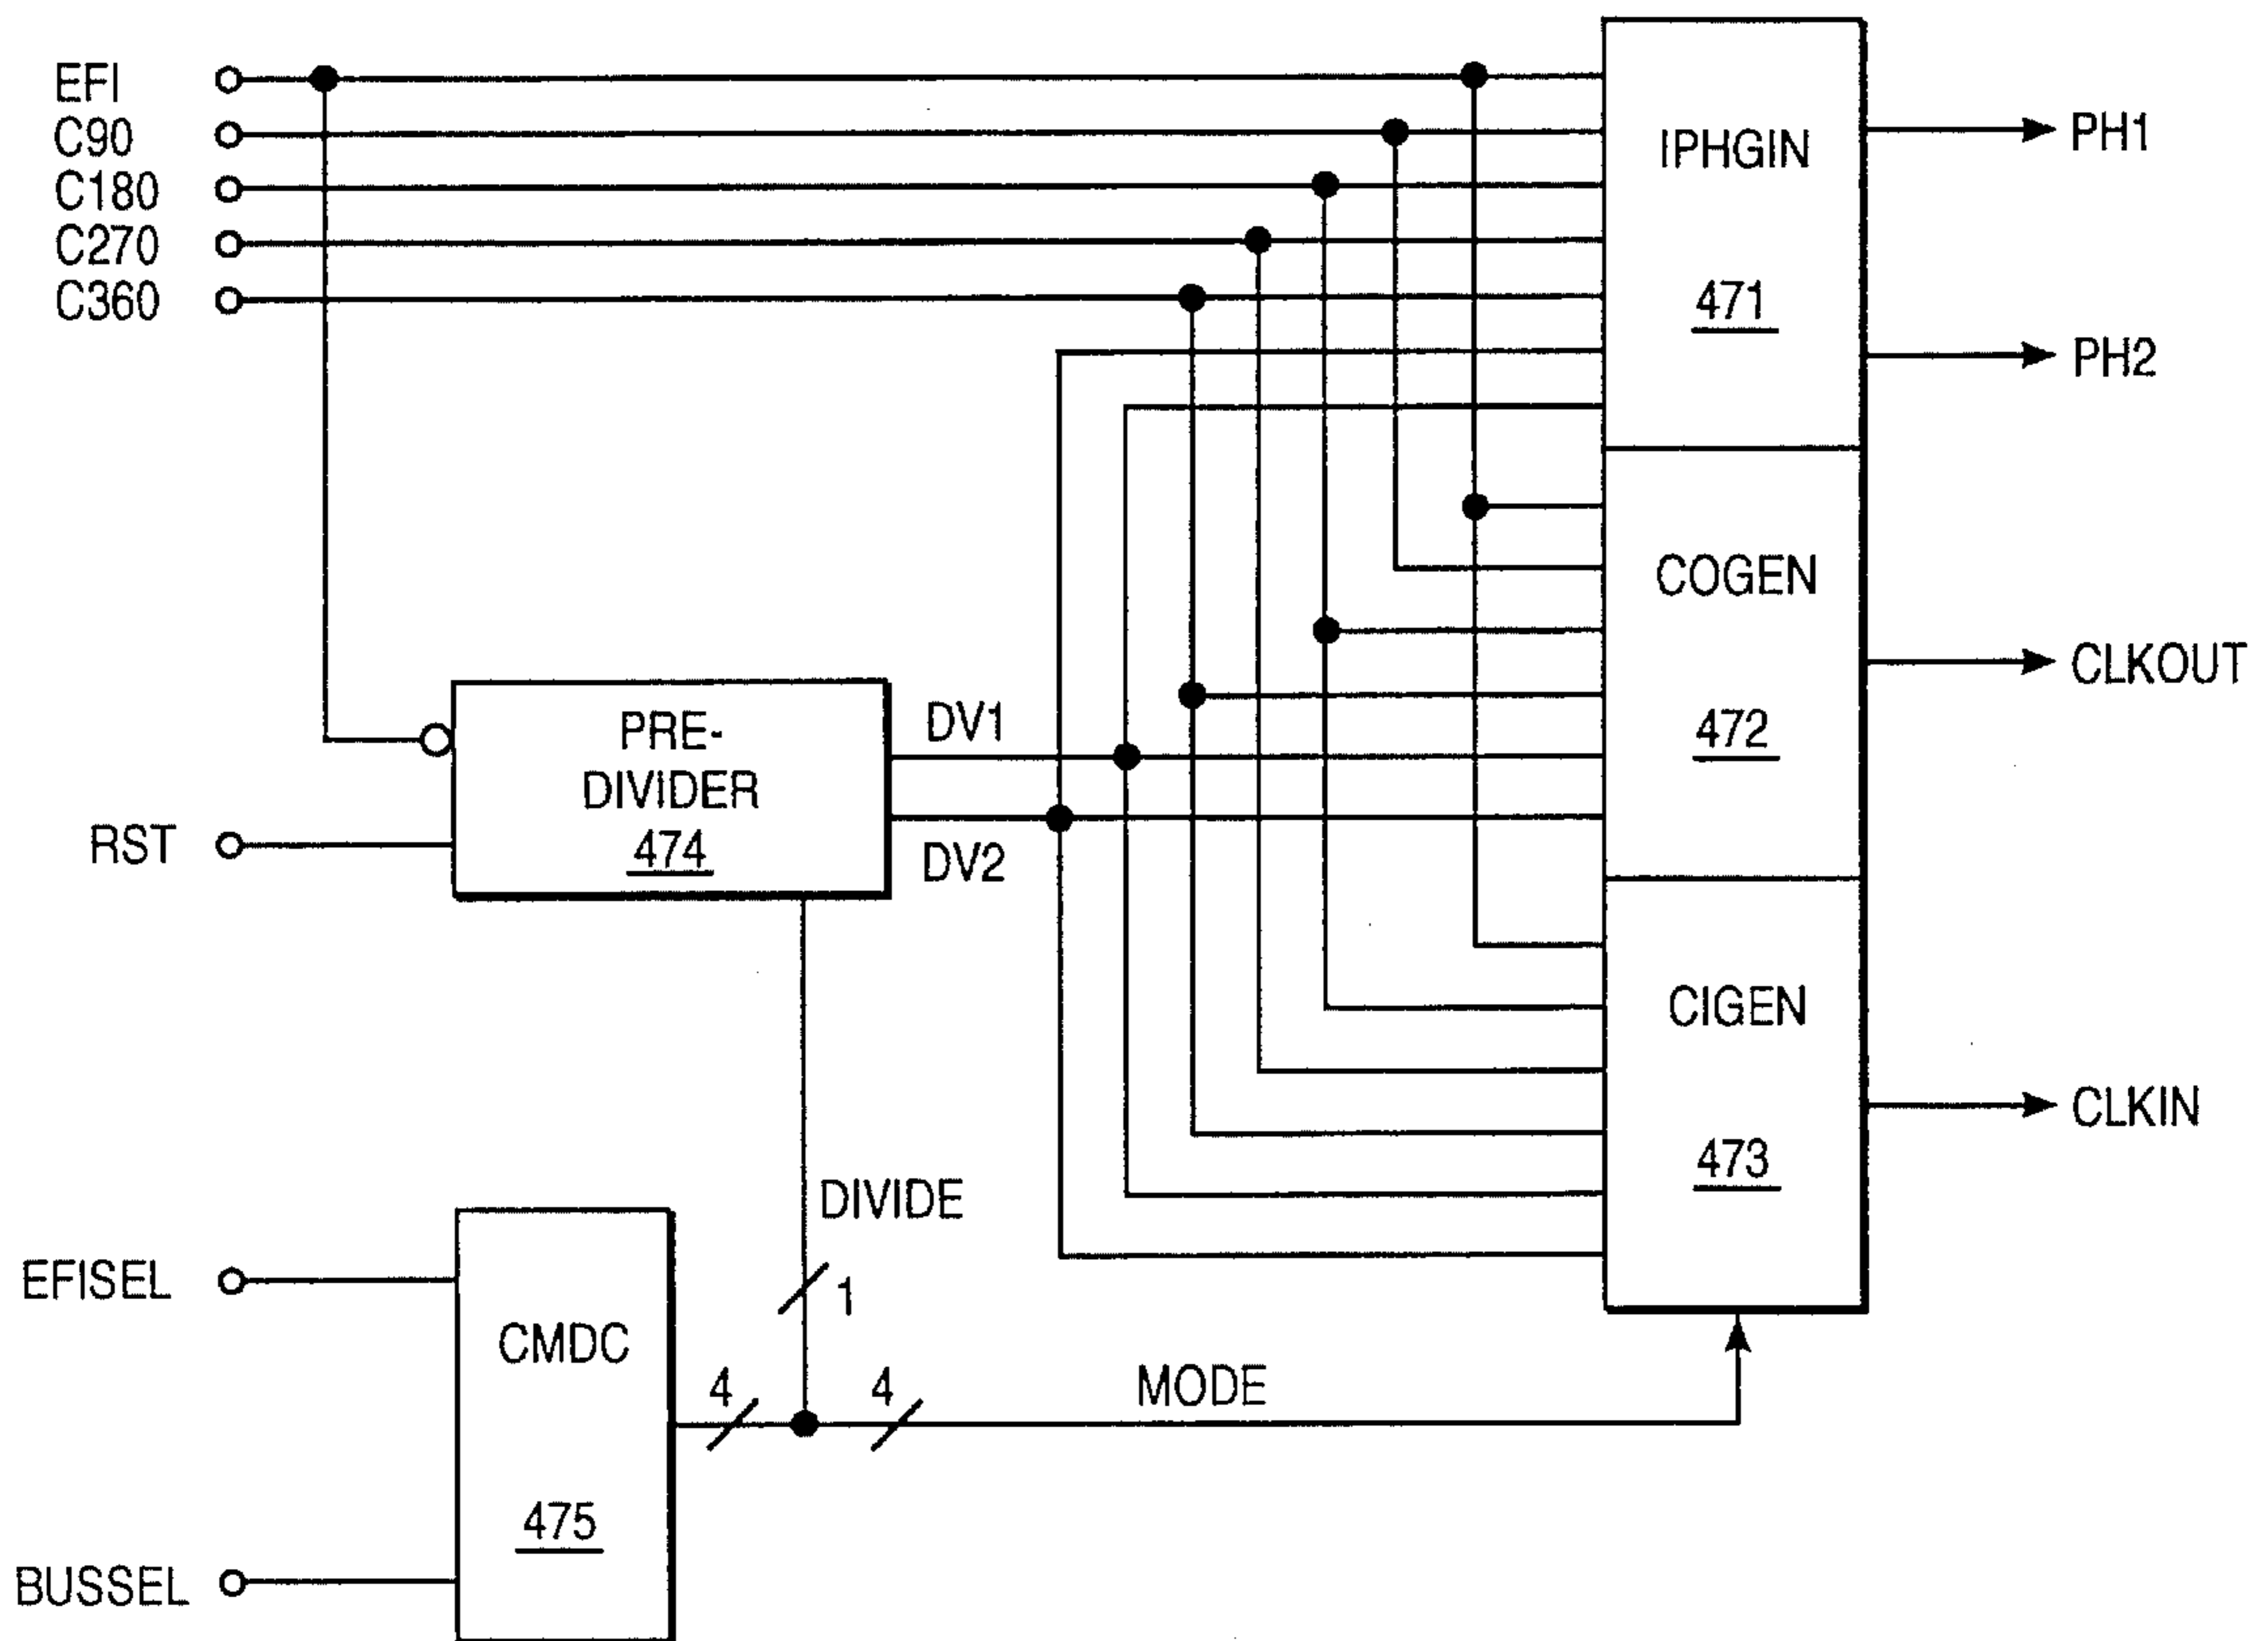 EFI
C90
C180
C270
C360
IPHGIN
471
PH1
PH2
COGEN
472
CLKOUT
PRE-
DIVIDER
474
DV1
DV2
RST
CIGEN
473
CLKIN
DIVIDE
1
EFISEL
CMDC
475
4
4
MODE
BUSSEL